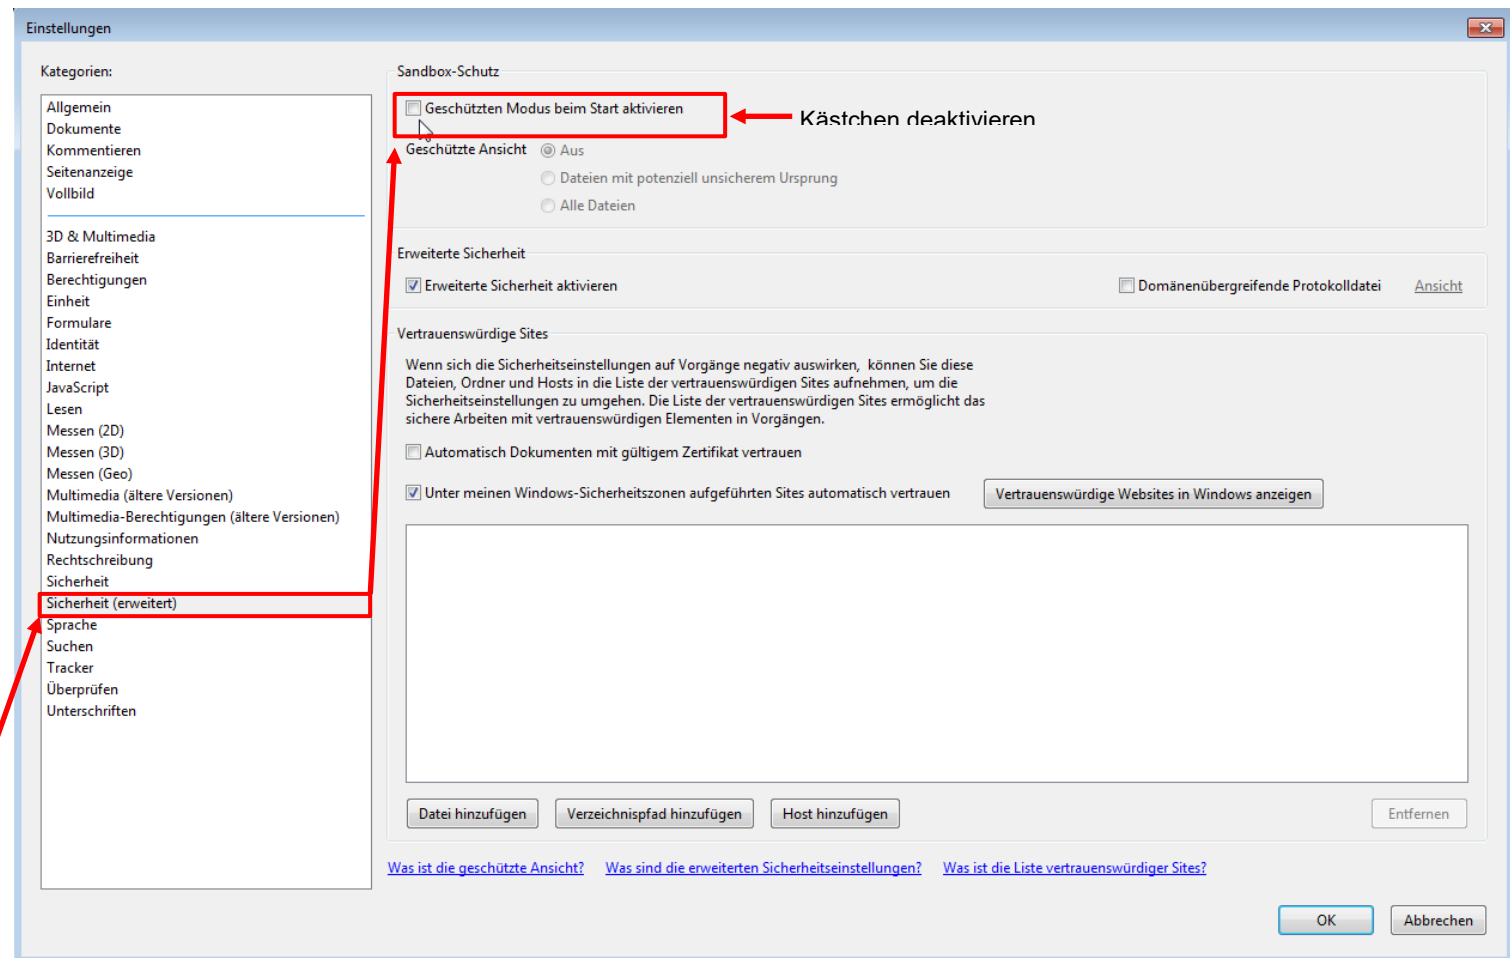 Einstellungen
Kategorien:
Allgemein
Dokumente
Kommentieren
Seitenanzeige
Vollbild
3D & Multimedia
Barrierefreiheit
Berechtigungen
Einheit
Formulare
Identität
Internet
JavaScript
Lesen
Messen (2D)
Messen (3D)
Messen (Geo)
Multimedia (ältere Versionen)
Multimedia-Berechtigungen (ältere Versionen)
Nutzungsinformationen
Rechtschreibung
Sicherheit
Sicherheit (erweitert)
Sprache
Suchen
Tracker
Überprüfen
Unterschriften
Sandbox-Schutz
Geschützten Modus beim Start aktivieren
Kästchen deaktivieren
Geschützte Ansicht Aus
Dateien mit potenziell unsicherem Ursprung
Alle Dateien
Erweiterte Sicherheit
Erweiterte Sicherheit aktivieren Domänenübergreifende Protokolldatei Ansicht
Vertrauenswürdige Sites
Wenn sich die Sicherheitseinstellungen auf Vorgänge negativ auswirken, können Sie diese
Dateien, Ordner und Hosts in die Liste der vertrauenswürdigen Sites aufnehmen, um die
Sicherheitseinstellungen zu umgehen. Die Liste der vertrauenswürdigen Sites ermöglicht das
sichere Arbeiten mit vertrauenswürdigen Elementen in Vorgängen.
Automatisch Dokumenten mit gültigem Zertifikat vertrauen
Unter meinen Windows-Sicherheitszonen aufgeführten Sites automatisch vertrauen Vertrauenswürdige Websites in Windows anzeigen
Datei hinzufügen Verzeichnispfad hinzufügen Host hinzufügen Entfernen
Was ist die geschützte Ansicht? Was sind die erweiterten Sicherheitseinstellungen? Was ist die Liste vertrauenswürdiger Sites?
OK Abbrechen